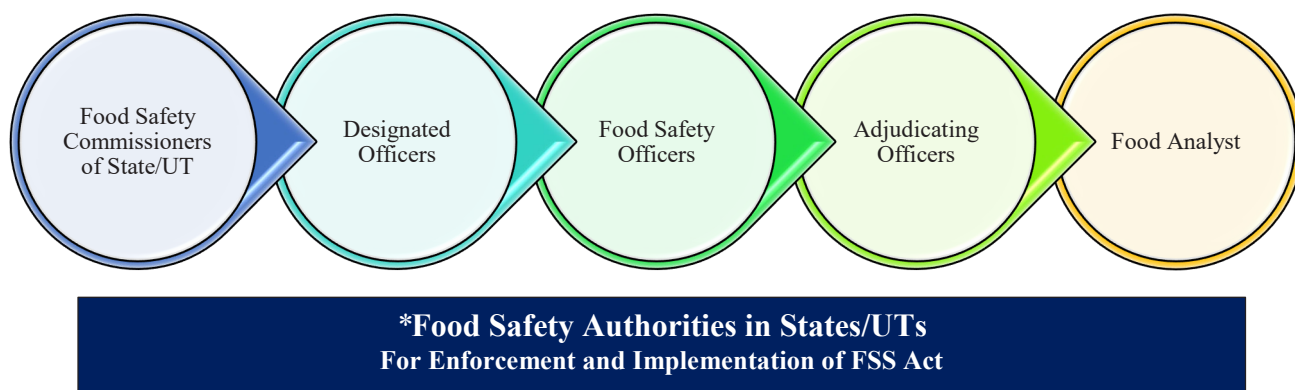 Food Safety
Commissioners
of State/UT
Designated
Officers
Food Safety
Officers
Adjudicating
Officers
Food Analyst
*Food Safety Authorities in States/UTs
For Enforcement and Implementation of FSS Act